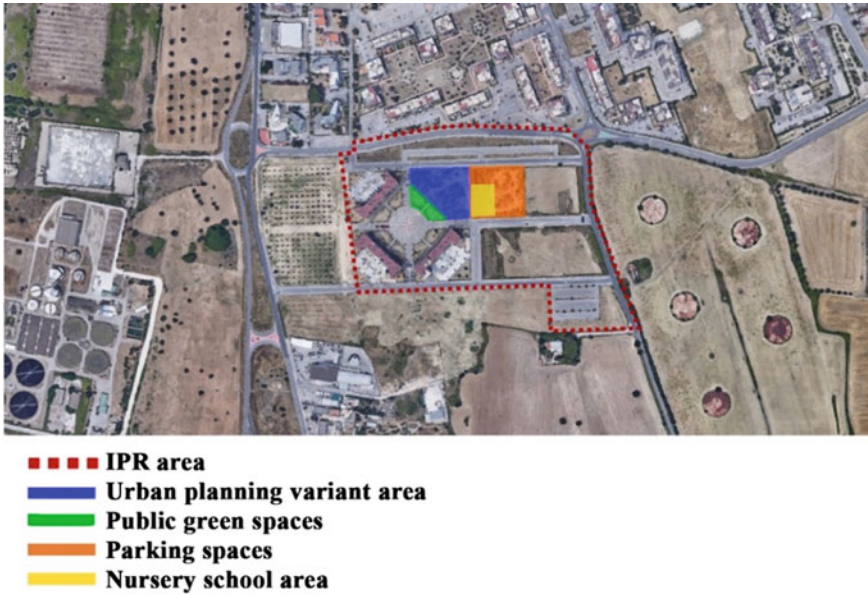 IPR area
Urban planning variant area
Public green spaces
Parking spaces
Nursery school area